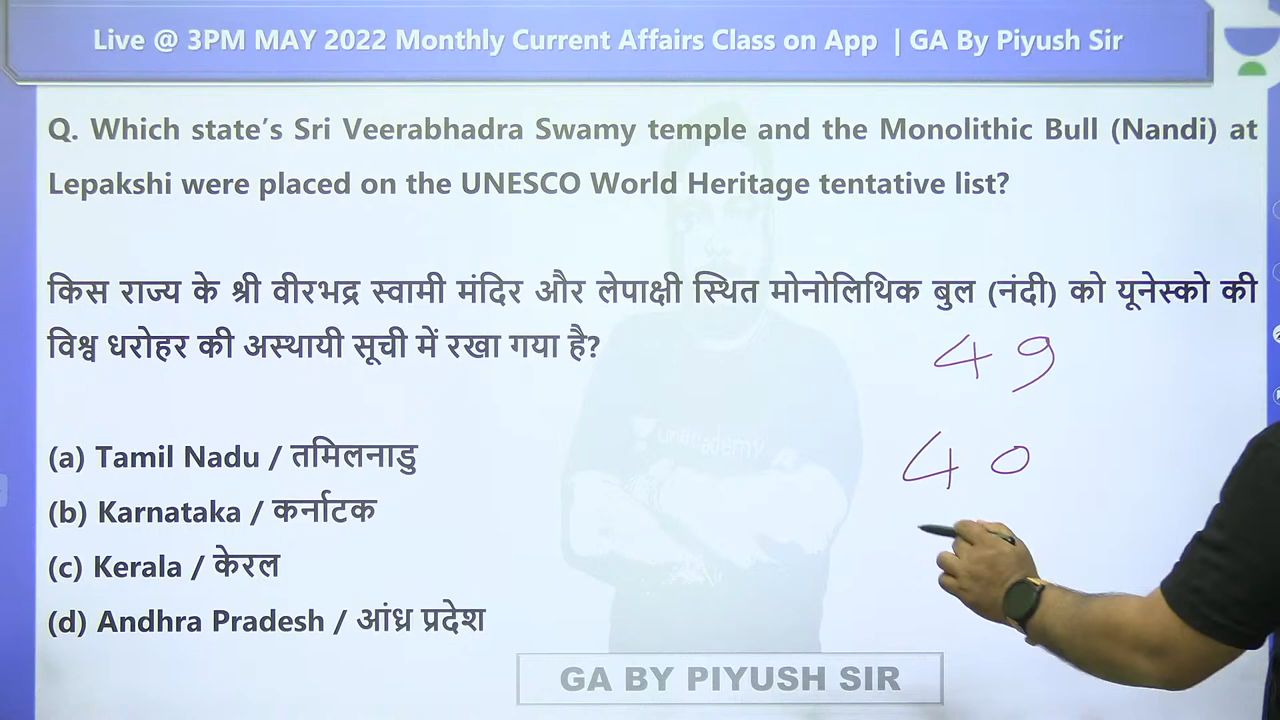 Live @ 3PM MAY 2022 Monthly Current Affairs Class on App | GA By Piyush Sir
Q. Which state’s Sri Veerabhadra Swamy temple and the Monolithic Bull (Nandi) at
Lepakshi were placed on the UNESCO World Heritage tentative list?
किस राज्य के श्री वीरभद्र स्वामी मंदिर और लेपाक्षी स्थित मोनोलिथिक बुल (नंदी) को यूनेस्को की
विश्व धरोहर की अस्थायी सूची में रखा गया है?
49
40
(a) Tamil Nadu / तमिलनाडु
(b) Karnataka / कर्नाटक
(c) Kerala / केरल
(d) Andhra Pradesh / आंध्र प्रदेश
GA BY PIYUSH SIR